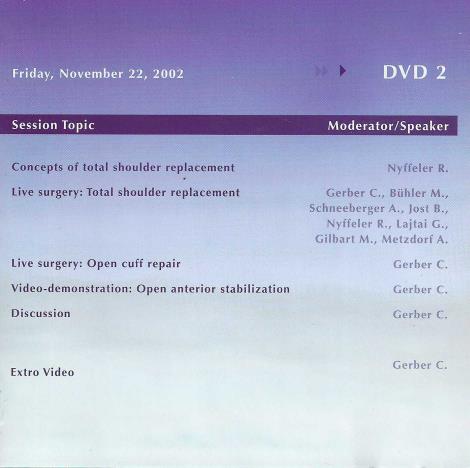 Friday, November 22, 2002 DVD 2
Session Topic Moderator/Speaker
Concepts of total shoulder replacement Nyffeler R.
Live surgery: Total shoulder replacement Gerber C., Bühler M.,
Schneeberger A., Jost B.,
Nyffeler R., Lajtai G.,
Gilbart M., Metzdorf A.
Live surgery: Open cuff repair Gerber C.
Video-demonstration: Open anterior stabilization Gerber C.
Discussion Gerber C.
Extro Video Gerber C.